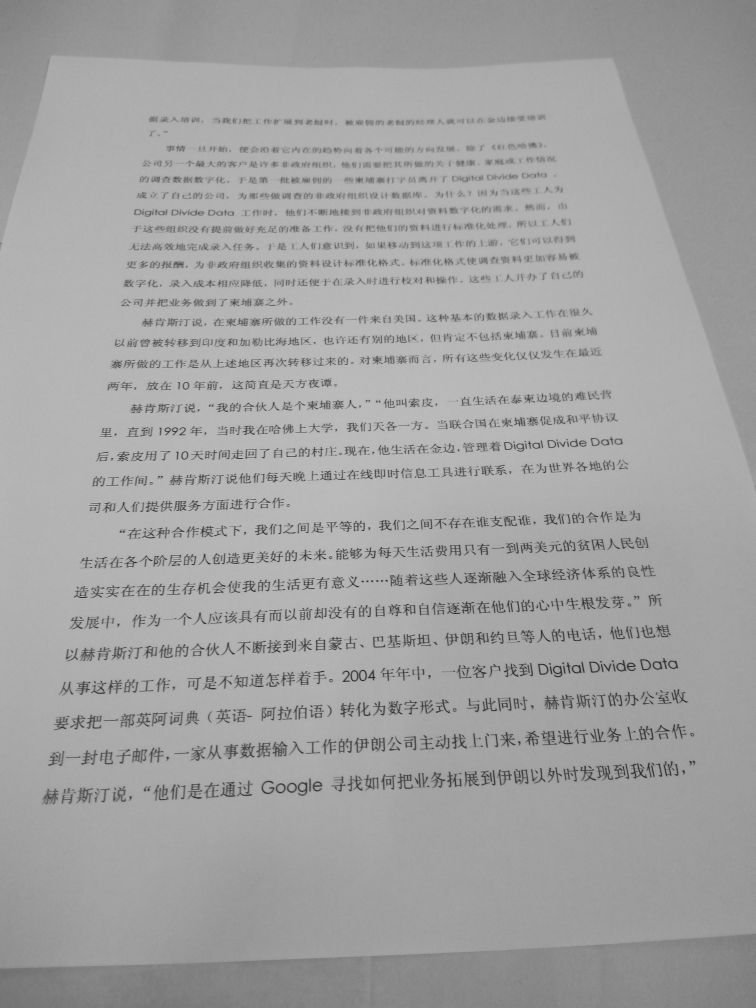 据录入培训，当我们把工作扩展到老挝时，被雇佣的老挝的经理人就可以在金边接受培训
了。”
事情一旦开始，便会沿着它内在的趋势向着各个可能的方向发展。除了《红色哈佛》，
公司另一个最大的客户是许多非政府组织，他们需要把其所做的关于健康、家庭或工作情况
的调查数据数字化。于是第一批被雇佣的一些柬埔寨打字员离开了 Digital Divide Data ，
成立了自己的公司，为那些做调查的非政府组织设计数据库。为什么？因为当这些工人为
Digital Divide Data 工作时，他们不断地接到非政府组织对资料数字化的需求。然而，由
于这些组织没有提前做好充足的准备工作，没有把他们的资料进行标准化处理，所以工人们
无法高效地完成录入任务。于是工人们意识到，如果移动到这项工作的上游，它们可以得到
更多的报酬，为非政府组织收集的资料设计标准化格式。标准化格式使调查资料更加容易被
数字化，录入成本相应降低，同时还便于在录入时进行校对和操作。这些工人开办了自己的
公司并把业务做到了柬埔寨之外。
赫肯斯汀说，在柬埔寨所做的工作没有一件来自美国。这种基本的数据录入工作在很久
以前曾被转移到印度和加勒比海地区，也许还有别的地区，但肯定不包括柬埔寨。目前柬埔
寨所做的工作是从上述地区再次转移过来的。对柬埔寨而言，所有这些变化仅仅发生在最近
两年，放在 10 年前，这简直是天方夜谭。
赫肯斯汀说，“我的合伙人是个柬埔寨人，”“他叫索皮，一直生活在泰柬边境的难民营
里，直到 1992 年，当时我在哈佛上大学，我们天各一方。当联合国在柬埔寨促成和平协议
后，索皮用了 10 天时间走回了自己的村庄。现在，他生活在金边，管理着 Digital Divide Data
的工作间。”赫肯斯汀说他们每天晚上通过在线即时信息工具进行联系，在为世界各地的公
司和人们提供服务方面进行合作。
“在这种合作模式下，我们之间是平等的，我们之间不存在谁支配谁，我们的合作是为
生活在各个阶层的人创造更美好的未来。能够为每天生活费用只有一到两美元的贫困人民创
造实实在在的生存机会使我的生活更有意义……随着这些人逐渐融入全球经济体系的良性
发展中，作为一个人应该具有而以前却没有的自尊和自信逐渐在他们的心中生根发芽。”所
以赫肯斯汀和他的合伙人不断接到来自蒙古、巴基斯坦、伊朗和约旦等人的电话，他们也想
从事这样的工作，可是不知道怎样着手。2004 年年中，一位客户找到 Digital Divide Data
要求把一部英阿词典（英语- 阿拉伯语）转化为数字形式。与此同时，赫肯斯汀的办公室收
到一封电子邮件，一家从事数据输入工作的伊朗公司主动找上门来，希望进行业务上的合作。
赫肯斯汀说，“他们是在通过 Google 寻找如何把业务拓展到伊朗以外时发现到我们的，”